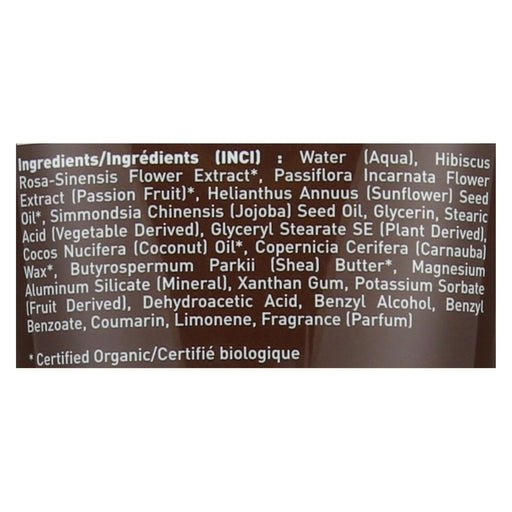 Ingredients/Ingrédients (INCI) : Water (Aqua), Hibiscus
Rosa-Sinensis Flower Extract*, Passiflora Incarnata Flower
Extract (Passion Fruit)*, Helianthus Annuus (Sunflower) Seed
Oil*, Simmondsia Chinensis (Jojoba) Seed Oil, Glycerin, Stearic
Acid (Vegetable Derived), Glyceryl Stearate SE (Plant Derived),
Cocos Nucifera (Coconut) Oil*, Copernicia Cerifera (Carnauba)
Wax*, Butyrospermum Parkii (Shea) Butter*, Magnesium
Aluminum Silicate (Mineral), Xanthan Gum, Potassium Sorbate
(Fruit Derived), Dehydroacetic Acid, Benzyl Alcohol, Benzyl
Benzoate, Coumarin, Limonene, Fragrance (Parfum)
*Certified Organic/Certifié biologique